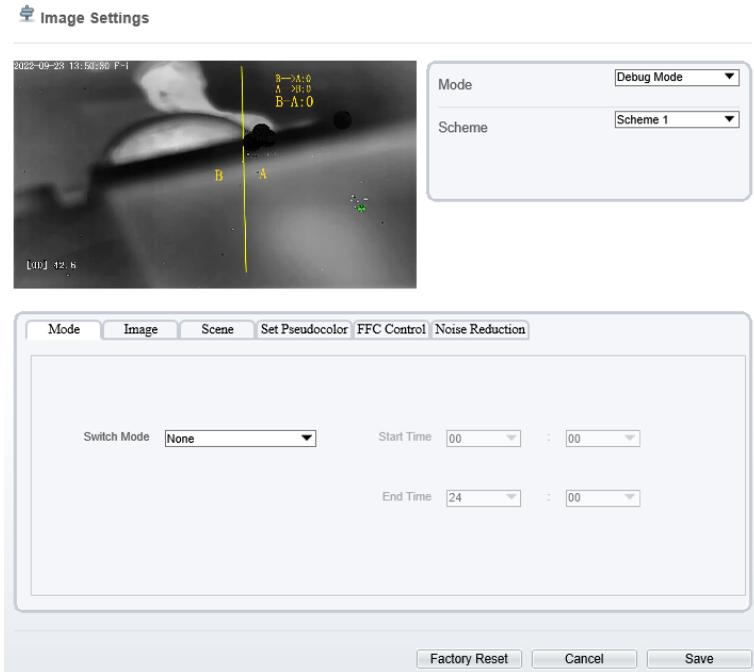 Image Settings
2022-09-23 13:50:30 F-i
B-->A:0
A -->B:0
B-A:0
B A
Mode Debug Mode
Scheme Scheme 1
Mode Image Scene Set Pseudocolor FFC Control Noise Reduction
Switch Mode None Start Time 00 : 00
End Time 24 : 00
Factory Reset Cancel Save